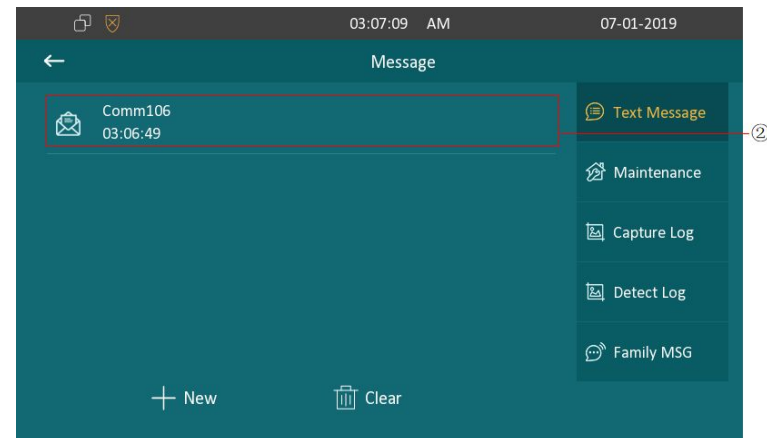 03:07:09 AM 07-01-2019
Message
Comm106
03:06:49
Text Message
②
Maintenance
Capture Log
Detect Log
Family MSG
New Clear